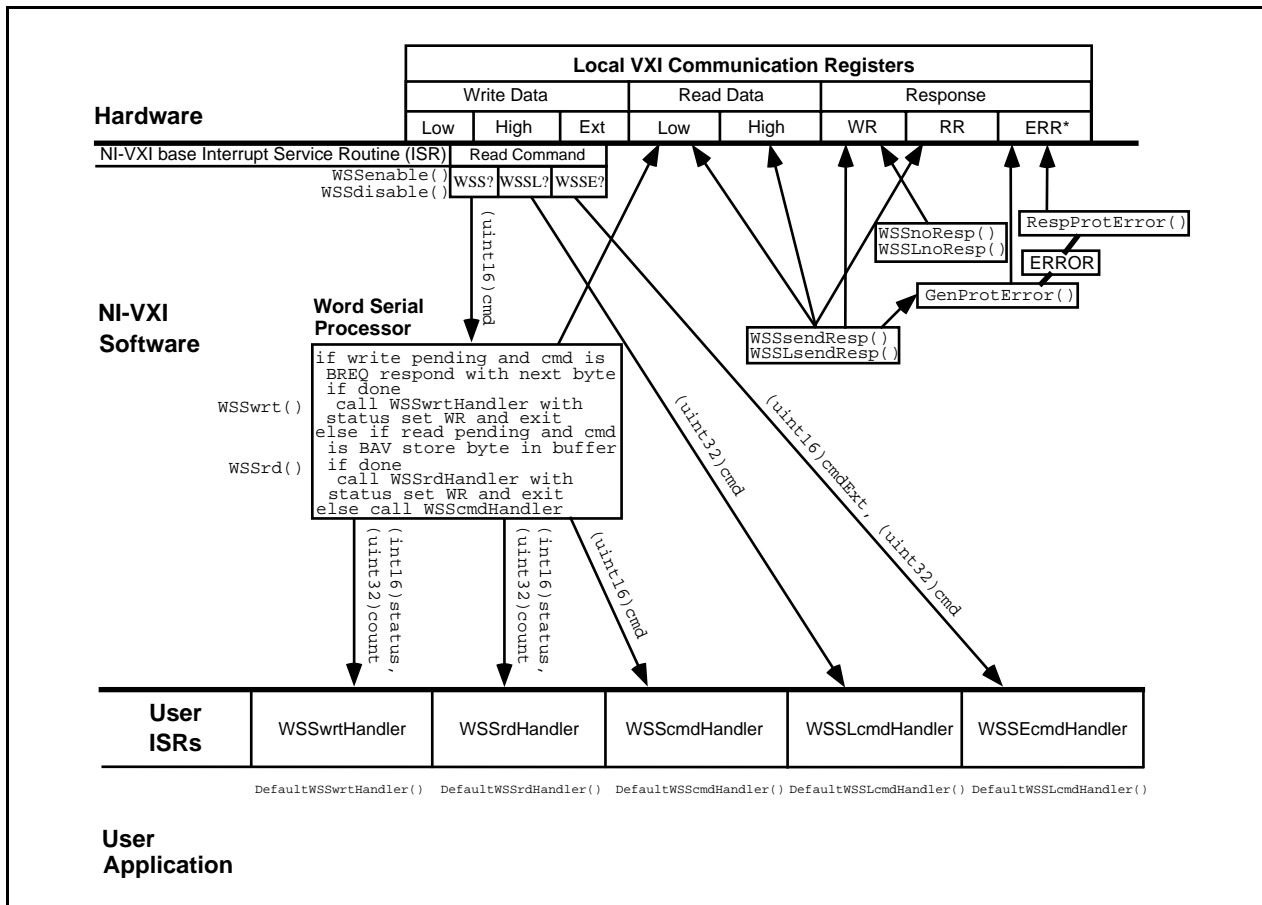 Local VXI Communication Registers
Write Data Read Data Response
Hardware
Low High Ext Low High WR RR ERR*
NI-VXI base Interrupt Service Routine (ISR) Read Command
WSSenable()
WSSdisable()
WSS? WSSL? WSSE?
(uint16)cmd
WSSnoResp()
WSSLnoResp()
RespProtError()
ERROR
GenProtError()
NI-VXI
Software
Word Serial
Processor
WSSsendResp()
WSSLsendResp()
if write pending and cmd is
BREQ respond with next byte
if done
call WSSwrtHandler with
status set WR and exit
else if read pending and cmd
is BAV store byte in buffer
if done
call WSSrdHandler with
status set WR and exit
else call WSScmdHandler
WSSwrt()
WSSrd()
(uint32)cmd
(uint16)cmdExt, (uint32)cmd
(int16)status,
(uint32)count
(int16)status,
(uint32)count
(uint16)cmd
User
ISRs
WSSwrtHandler WSSrdHandler WSScmdHandler WSSLcmdHandler WSSEcmdHandler
DefaultWSSwrtHandler() DefaultWSSrdHandler() DefaultWSScmdHandler() DefaultWSSLcmdHandler() DefaultWSSLcmdHandler()
User
Application